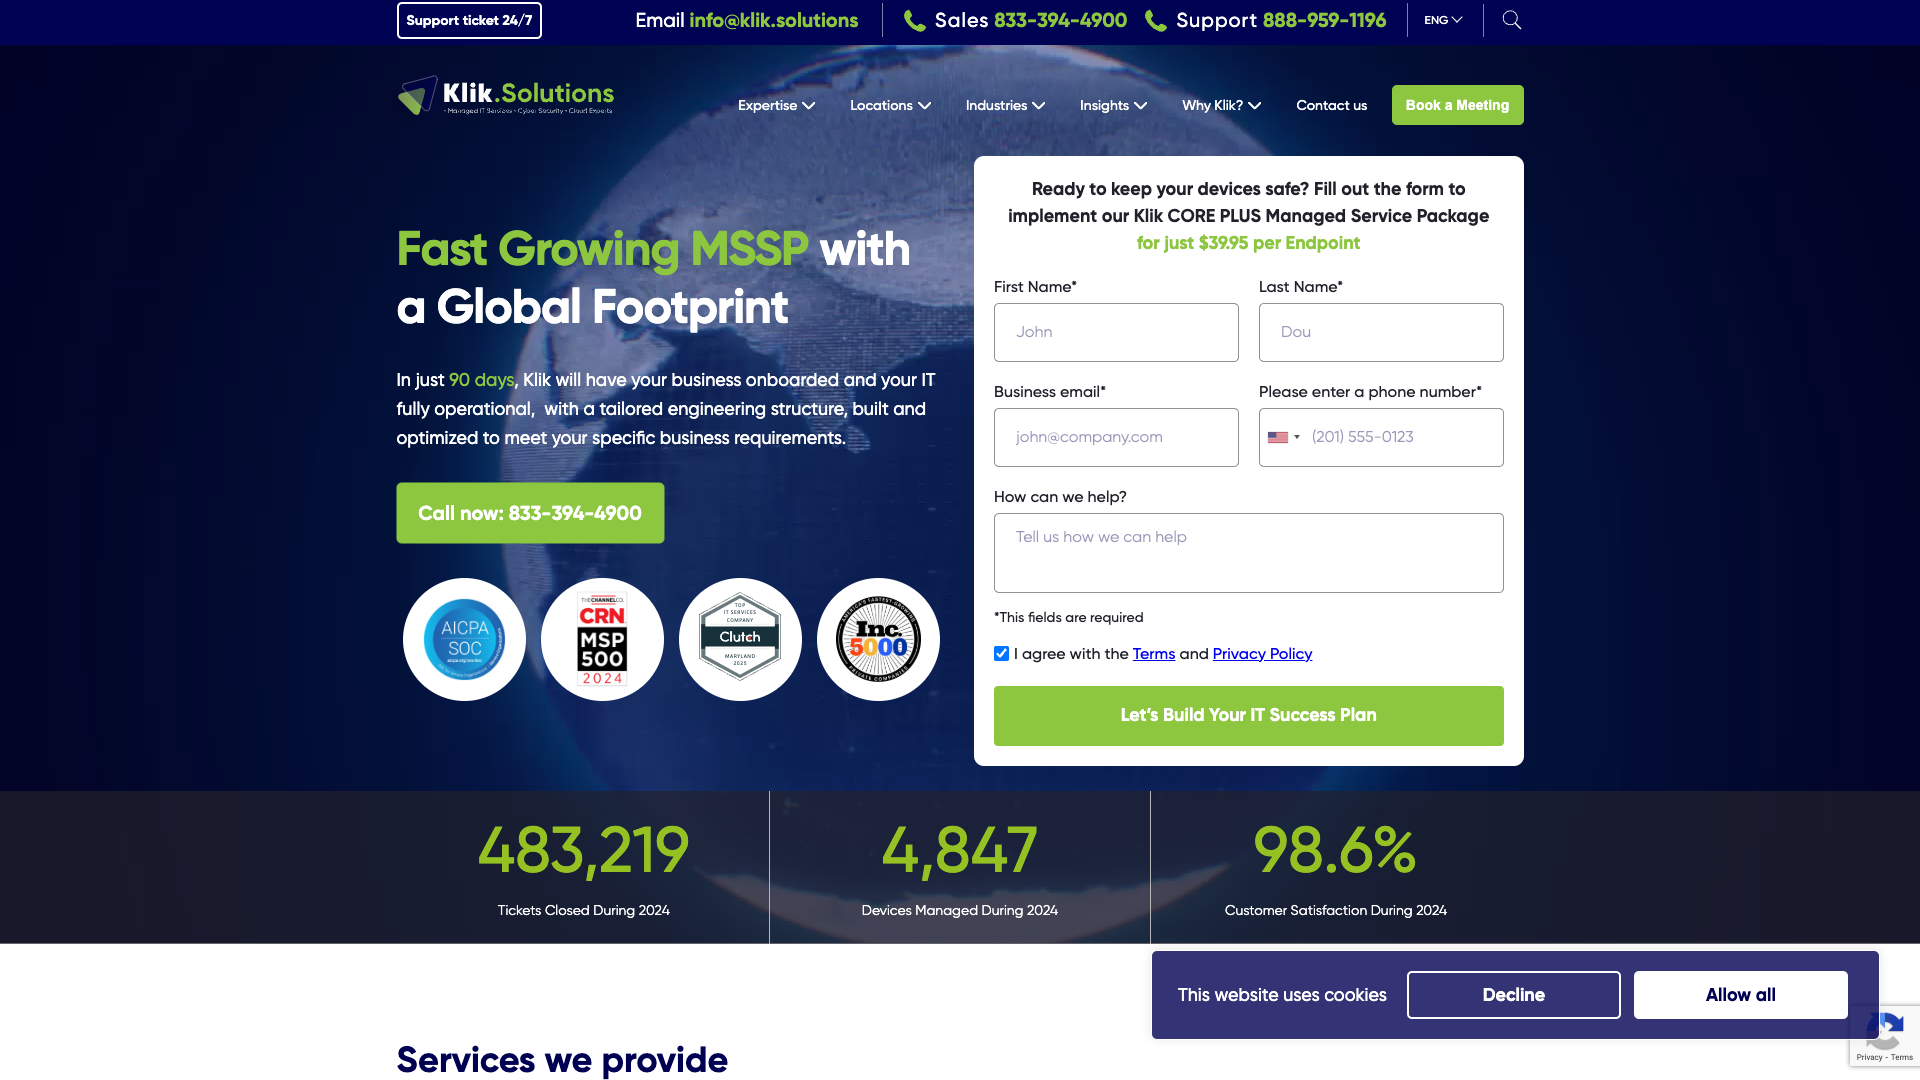 Support ticket 24/7
Email info@klik.solutions
Sales 833-394-4900
Support 888-959-1196
ENG
Klik.Solutions
• Managed IT Services • Cyber Security • Cloud Experts
Expertise
Locations
Industries
Insights
Why Klik?
Contact us
Book a Meeting
Fast Growing MSSP with
a Global Footprint
In just 90 days, Klik will have your business onboarded and your IT
fully operational,  with a tailored engineering structure, built and
optimized to meet your specific business requirements.
Call now: 833-394-4900
AICPA
SOC
THE CHANNEL CO.
CRN
MSP
500
2024
TOP
IT SERVICES
COMPANY
Clutch
MARYLAND
2025
AMERICA'S FASTEST-GROWING
Inc.
5000
PRIVATE COMPANIES
Ready to keep your devices safe? Fill out the form to
implement our Klik CORE PLUS Managed Service Package
for just $39.95 per Endpoint
First Name*
Last Name*
John
Dou
Business email*
Please enter a phone number*
john@company.com
(201) 555-0123
How can we help?
Tell us how we can help
*This fields are required
I agree with the Terms and Privacy Policy
Let's Build Your IT Success Plan
483,219
Tickets Closed During 2024
4,847
Devices Managed During 2024
98.6%
Customer Satisfaction During 2024
This website uses cookies
Decline
Allow all
Privacy - Terms
Services we provide